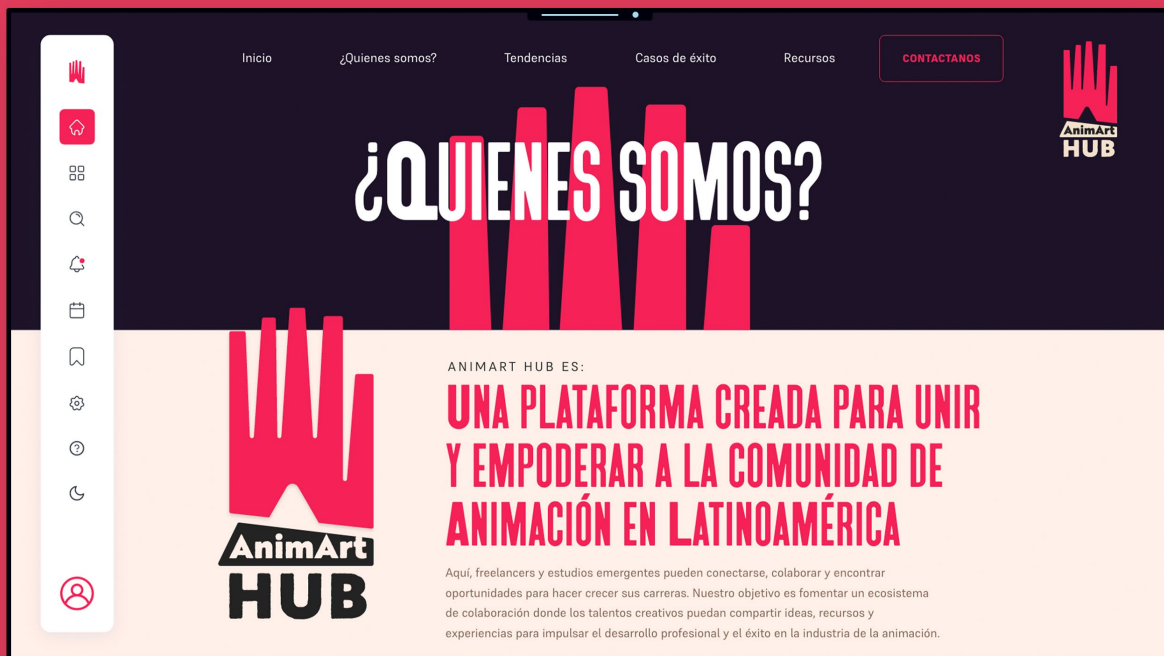 Inicio
¿Quienes somos?
Tendencias
Casos de éxito
Recursos
CONTACTANOS
AnimArt
HUB
¿QUIENES SOMOS?
AnimArt
HUB
ANIMART HUB ES:
UNA PLATAFORMA CREADA PARA UNIR
Y EMPODERAR A LA COMUNIDAD DE
ANIMACIÓN EN LATINOAMÉRICA
Aquí, freelancers y estudios emergentes pueden conectarse, colaborar y encontrar
oportunidades para hacer crecer sus carreras. Nuestro objetivo es fomentar un ecosistema
de colaboración donde los talentos creativos puedan compartir ideas, recursos y
experiencias para impulsar el desarrollo profesional y el éxito en la industria de la animación.